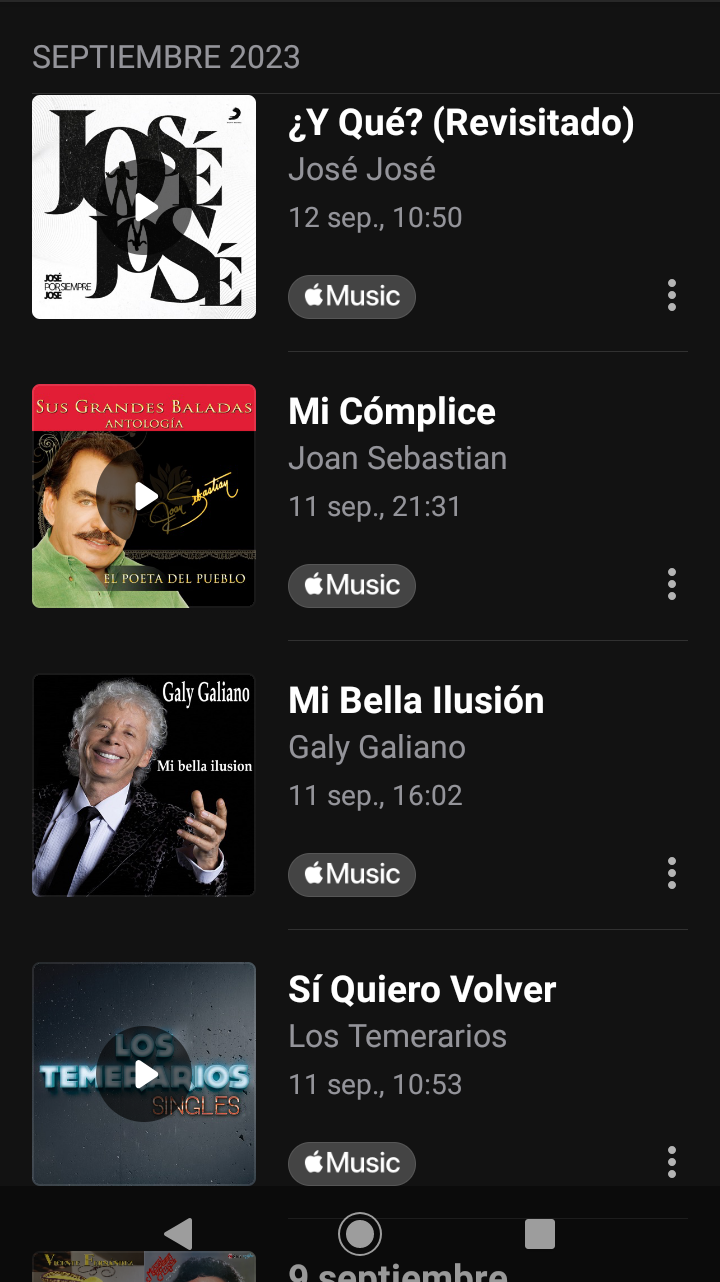 SEPTIEMBRE 2023
JOSÉ
JOSÉ
JOSÉ
PORSIEMPRE
JOSÉ
¿Y Qué? (Revisitado)
José José
12 sep., 10:50
Music
SUS GRANDES BALADAS
ANTOLOGÍA
Joan Sebastian
EL POETA DEL PUEBLO
Mi Cómplice
Joan Sebastian
11 sep., 21:31
Music
Galy Galiano
Mi bella ilusion
Mi Bella Ilusión
Galy Galiano
11 sep., 16:02
Music
LOS
TEMERARIOS
SINGLES
Sí Quiero Volver
Los Temerarios
11 sep., 10:53
Music
VICENTE FERNANDEZ
9 septiembre